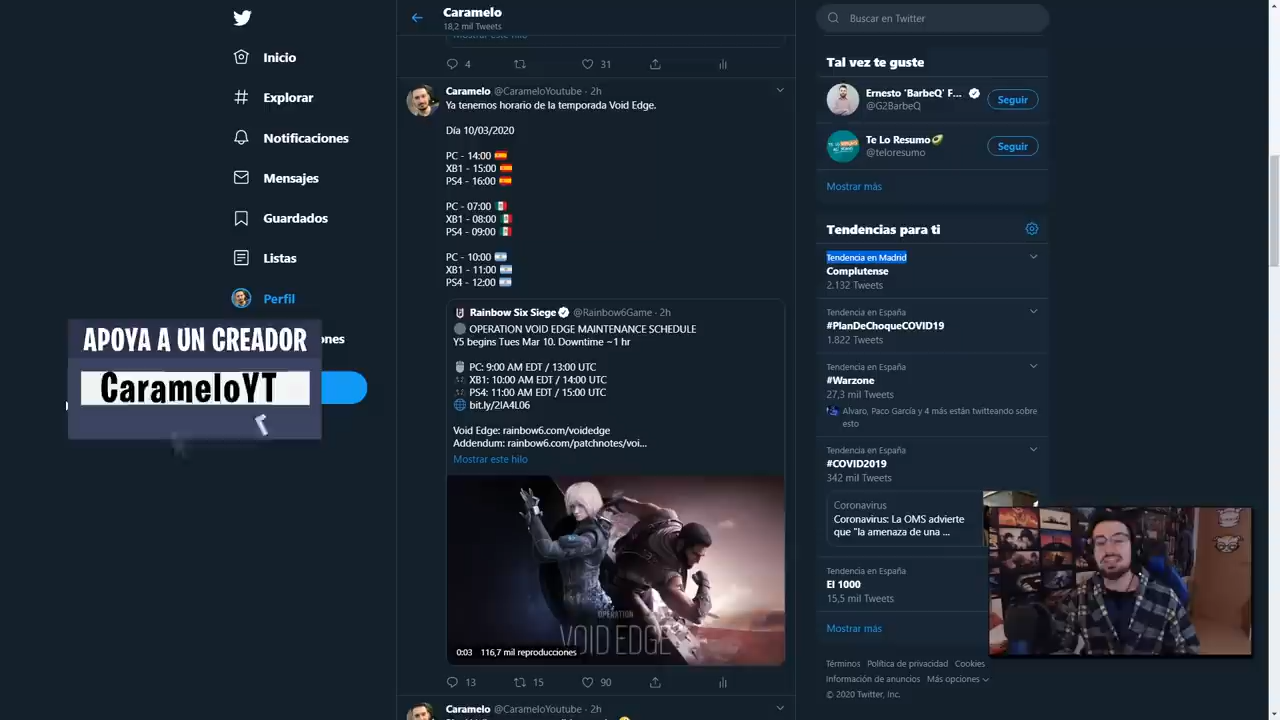 Caramelo
18,2 mil Tweets
Inicio
Explorar
Notificaciones
Mensajes
Guardados
Listas
Perfil
ones
APOYA A UN CREADOR
CarameloYT
Mostrar este hilo
4
31
Caramelo @CarameloYoutube · 2h
Ya tenemos horario de la temporada Void Edge.
Día 10/03/2020
PC - 14:00 🇪🇸
XB1 - 15:00 🇪🇸
PS4 - 16:00 🇪🇸
PC - 07:00 🇲🇽
XB1 - 08:00 🇲🇽
PS4 - 09:00 🇲🇽
PC - 10:00 🇦🇷
XB1 - 11:00 🇦🇷
PS4 - 12:00 🇦🇷
Rainbow Six Siege @Rainbow6Game · 2h
OPERATION VOID EDGE MAINTENANCE SCHEDULE
Y5 begins Tues Mar 10. Downtime ~1 hr
PC: 9:00 AM EDT / 13:00 UTC
XB1: 10:00 AM EDT / 14:00 UTC
PS4: 11:00 AM EDT / 15:00 UTC
bit.ly/2IA4L06
Void Edge: rainbow6.com/voidedge
Addendum: rainbow6.com/patchnotes/voi...
Mostrar este hilo
OPERATION
VOID EDGE
0:03 116,7 mil reproducciones
13
15
90
Caramelo @CarameloYoutube · 2h
Buscar en Twitter
Tal vez te guste
Ernesto 'BarbeQ' F...
@G2BarbeQ
Seguir
Te Lo Resumo🥑
@teloresumo
Seguir
Mostrar más
Tendencias para ti
Tendencia en Madrid
Complutense
2.132 Tweets
Tendencia en España
#PlanDeChoqueCOVID19
1.822 Tweets
Tendencia en España
#Warzone
27,3 mil Tweets
Alvaro, Paco García y 4 más están twitteando sobre
esto
Tendencia en España
#COVID2019
342 mil Tweets
Coronavirus
Coronavirus: La OMS advierte
que "la amenaza de una ...
Tendencia en España
El 1000
15,5 mil Tweets
Mostrar más
Términos Política de privacidad Cookies
Información de anuncios Más opciones
© 2020 Twitter, Inc.